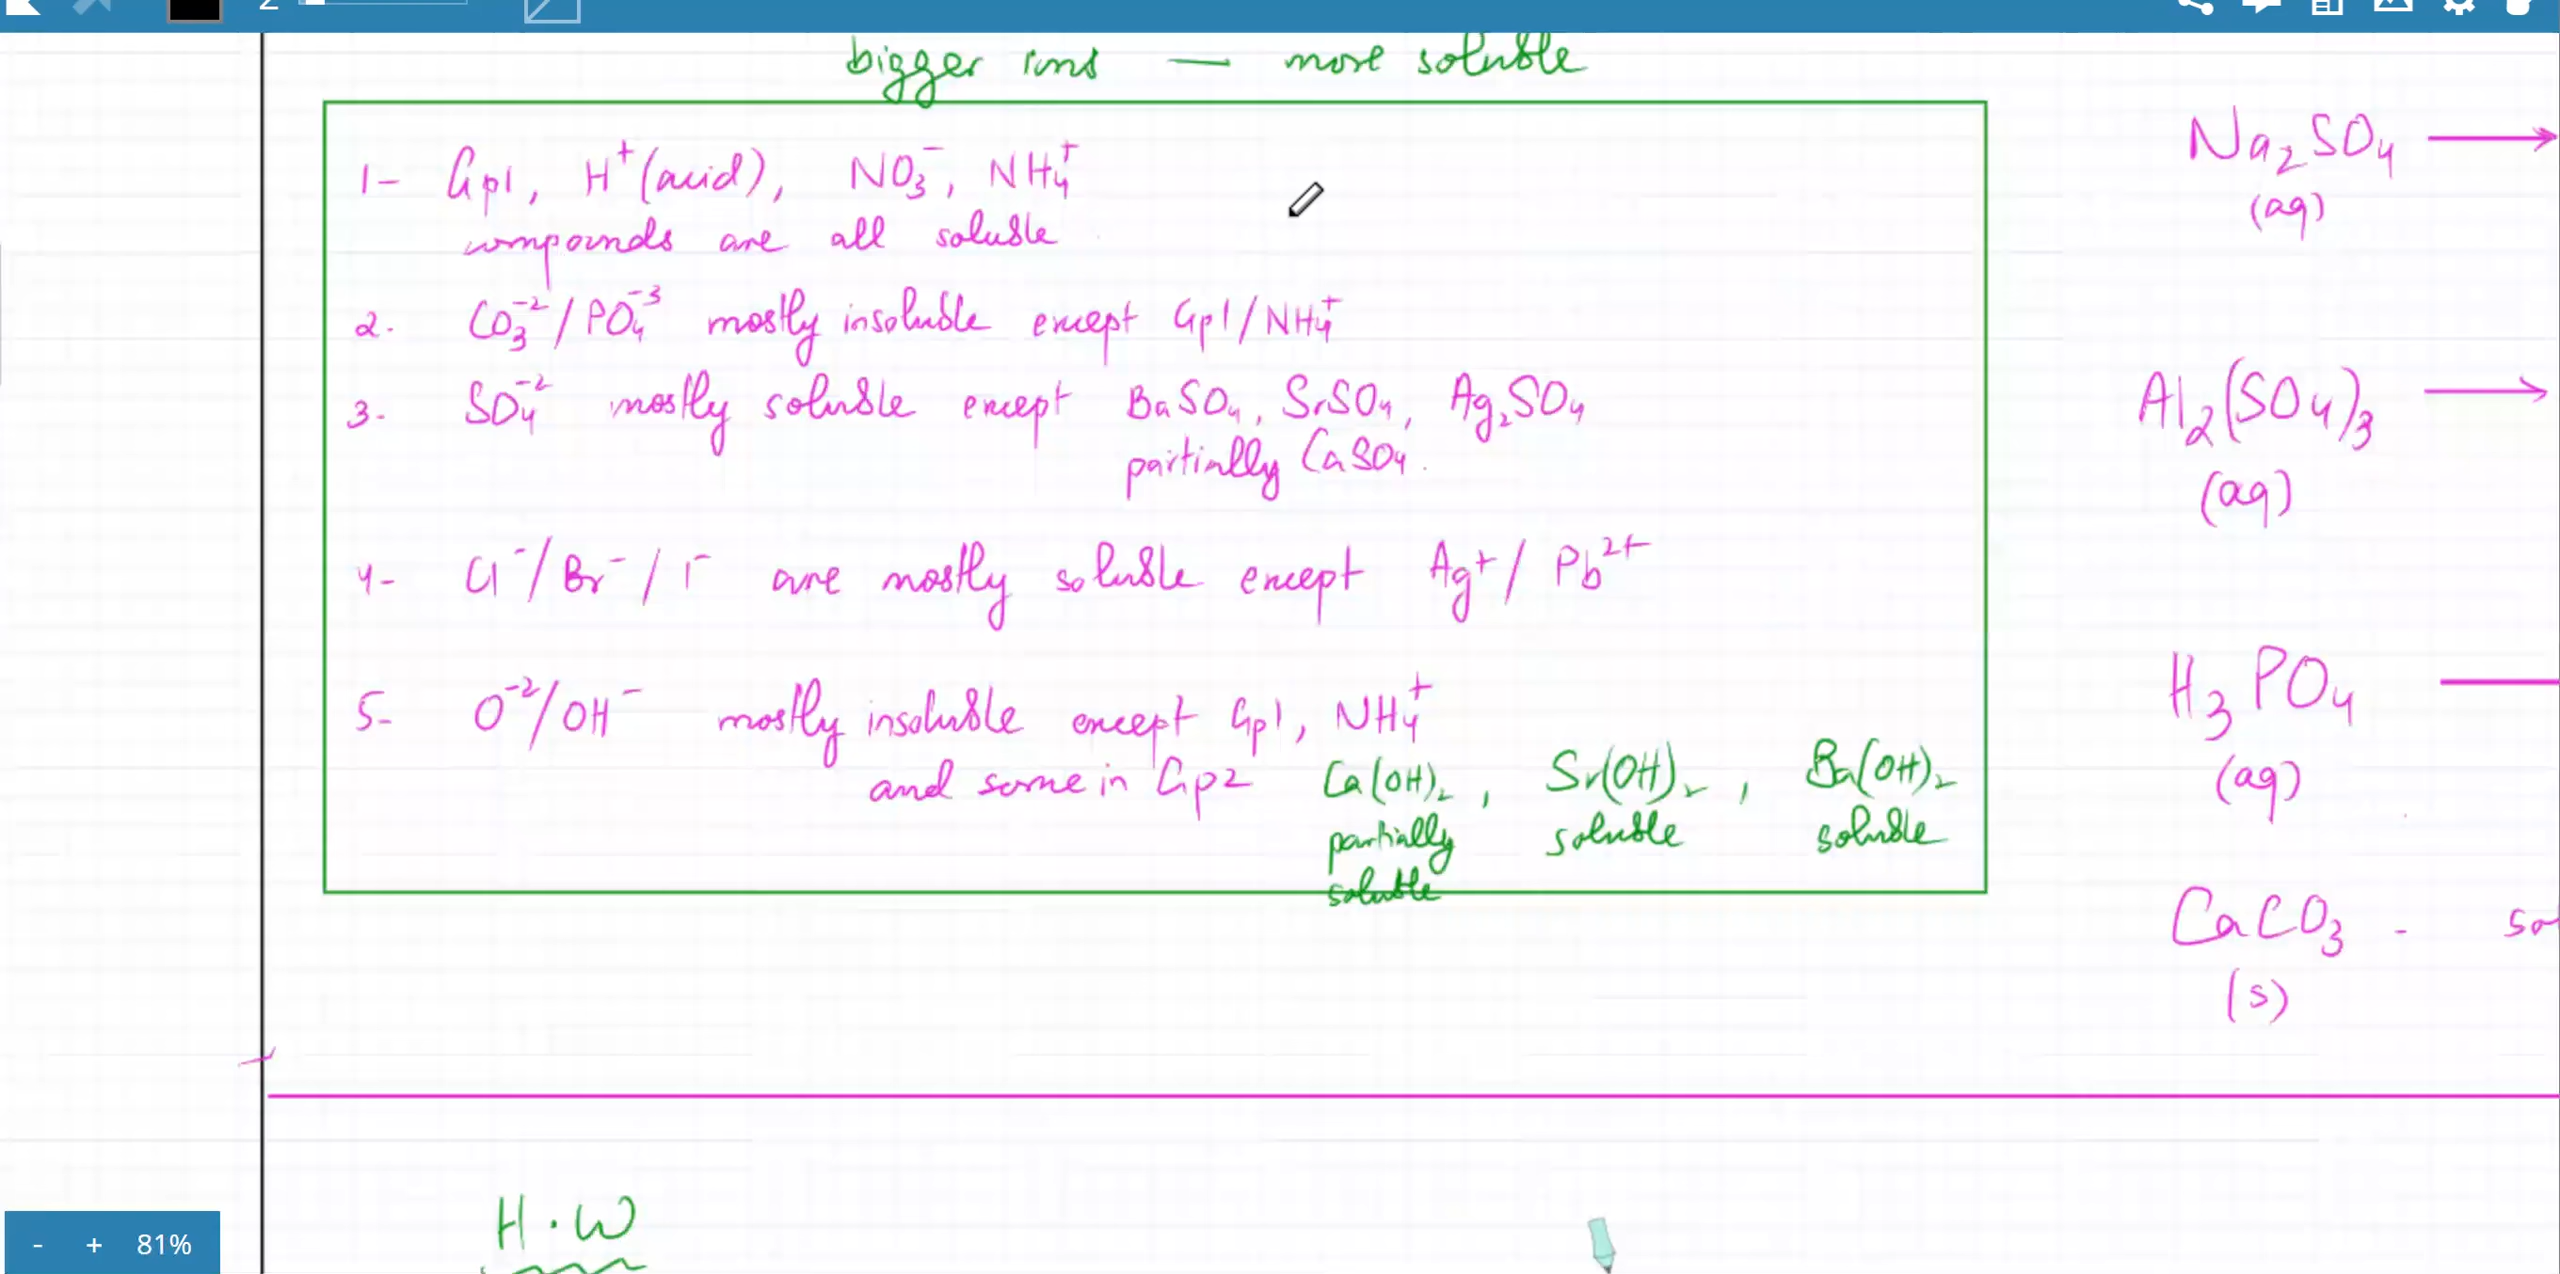 2
bigger ions — more soluble
1- Gp1, H⁺(acid), NO₃⁻, NH₄⁺
compounds are all soluble
2. CO₃⁻²/PO₄⁻³ mostly insoluble except Gp1/NH₄⁺
3- SO₄⁻² mostly soluble except BaSO₄, SrSO₄, Ag₂SO₄
partially CaSO₄.
4- Cl⁻/Br⁻/I⁻ are mostly soluble except Ag⁺/Pb²⁺
5- O⁻²/OH⁻ mostly insoluble except Gp1, NH₄⁺
and some in Gp2 Ca(OH)₂, Sr(OH)₂, Ba(OH)₂
partially soluble soluble
soluble
Na₂SO₄ →
(aq)
Al₂(SO₄)₃ →
(aq)
H₃PO₄ —
(aq)
CaCO₃ -
(s)
H.W
- + 81%